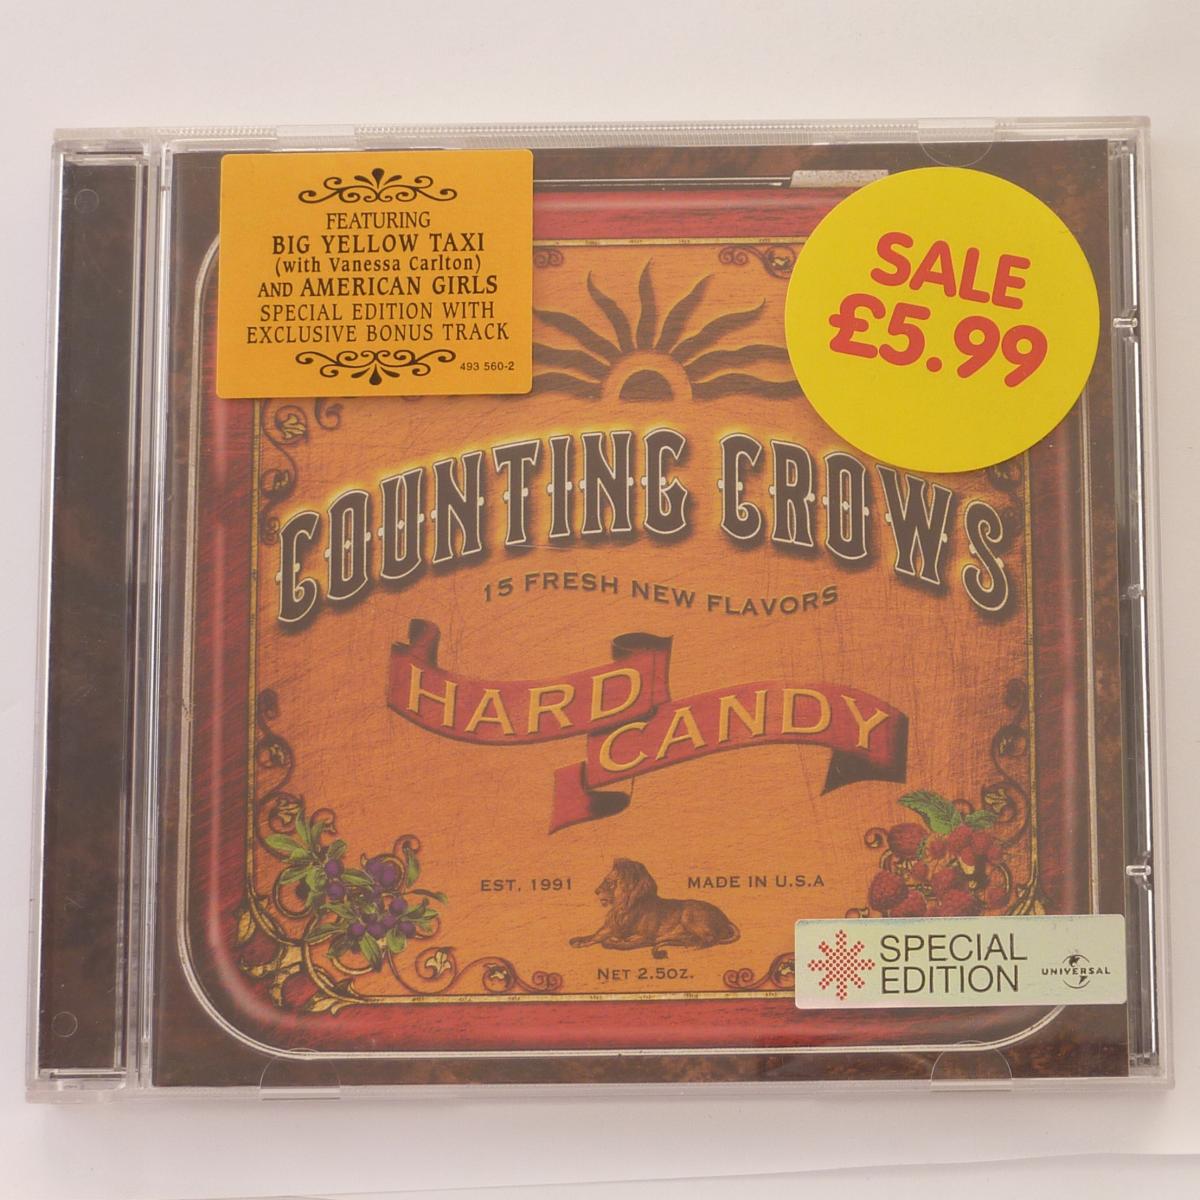 FEATURING
BIG YELLOW TAXI
(with Vanessa Carlton)
AND AMERICAN GIRLS
SPECIAL EDITION WITH
EXCLUSIVE BONUS TRACK
493 560-2
SALE
£5.99
COUNTING CROWS
15 FRESH NEW FLAVORS
HARD
CANDY
EST. 1991
MADE IN U.S.A
NET 2.5OZ.
SPECIAL
EDITION
UNIVERSAL